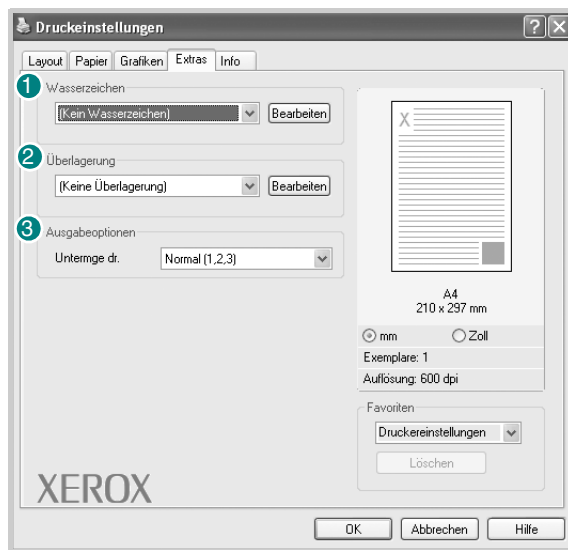 Druckeinstellungen
Layout Papier Grafiken Extras Info
1 Wasserzeichen
(Kein Wasserzeichen) Bearbeiten
2 Überlagerung
(Keine Überlagerung) Bearbeiten
3 Ausgabeoptionen
Untermge dr. Normal (1,2,3)
X
A4
210 x 297 mm
mm Zoll
Exemplare: 1
Auflösung: 600 dpi
Favoriten
Druckereinstellungen
Löschen
XEROX
OK Abbrechen Hilfe